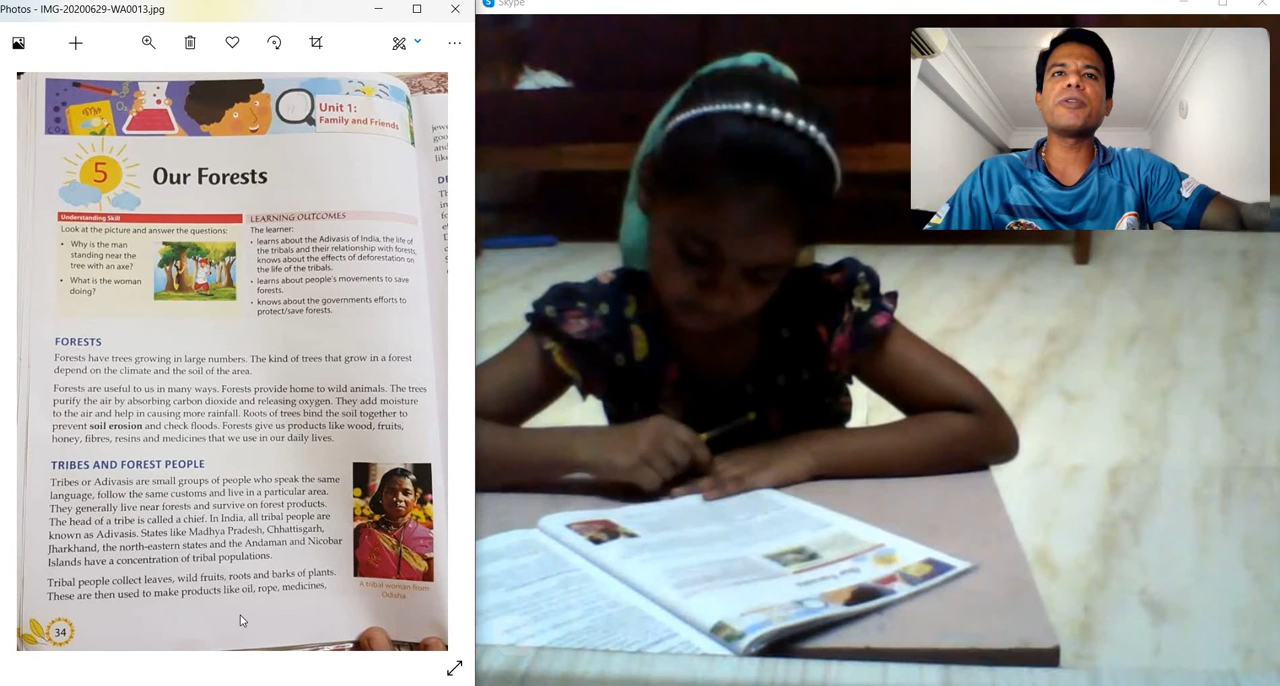 Photos - IMG-20200629-WA0013.jpg
Skype
Unit 1:
Family and Friends
5
Our Forests
Understanding Skill
Look at the picture and answer the questions:
• Why is the man
standing near the
tree with an axe?
• What is the woman
doing?
LEARNING OUTCOMES
The learner:
• learns about the Adivasis of India, the life of
the tribals and their relationship with forests,
knows about the effects of deforestation on
the life of the tribals.
• learns about people's movements to save
forests.
• knows about the governments efforts to
protect/save forests.
FORESTS
Forests have trees growing in large numbers. The kind of trees that grow in a forest
depend on the climate and the soil of the area.
Forests are useful to us in many ways. Forests provide home to wild animals. The trees
purify the air by absorbing carbon dioxide and releasing oxygen. They add moisture
to the air and help in causing more rainfall. Roots of trees bind the soil together to
prevent soil erosion and check floods. Forests give us products like wood, fruits,
honey, fibres, resins and medicines that we use in our daily lives.
TRIBES AND FOREST PEOPLE
Tribes or Adivasis are small groups of people who speak the same
language, follow the same customs and live in a particular area.
They generally live near forests and survive on forest products.
The head of a tribe is called a chief. In India, all tribal people are
known as Adivasis. States like Madhya Pradesh, Chhattisgarh,
Jharkhand, the north-eastern states and the Andaman and Nicobar
Islands have a concentration of tribal populations.
Tribal people collect leaves, wild fruits, roots and barks of plants.
These are then used to make products like oil, rope, medicines,
A tribal woman from
Odisha
34